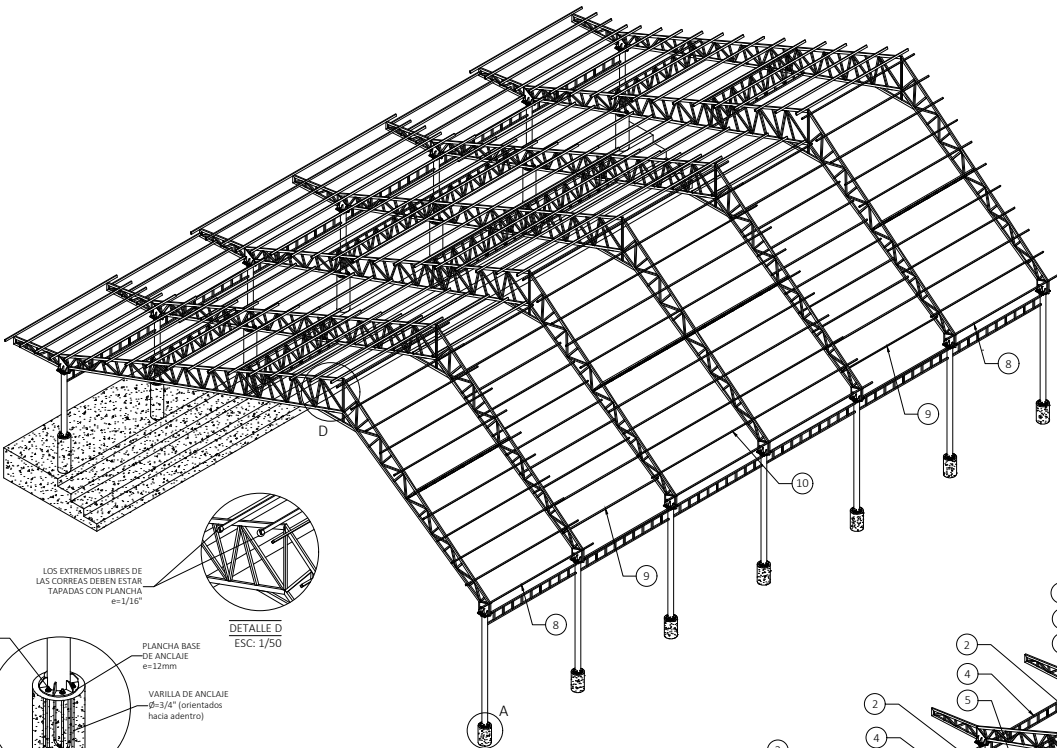 8
9
D
10
LOS EXTREMOS LIBRES DE
LAS CORREAS DEBEN ESTAR
TAPADAS CON PLANCHA
e=1/16"
9
8
DETALLE D
ESC: 1/50
PLANCHA BASE
DE ANCLAJE
e=12mm
VARILLA DE ANCLAJE
Ø=3/4" (orientados
hacia adentro)
A
2
4
5
2
4